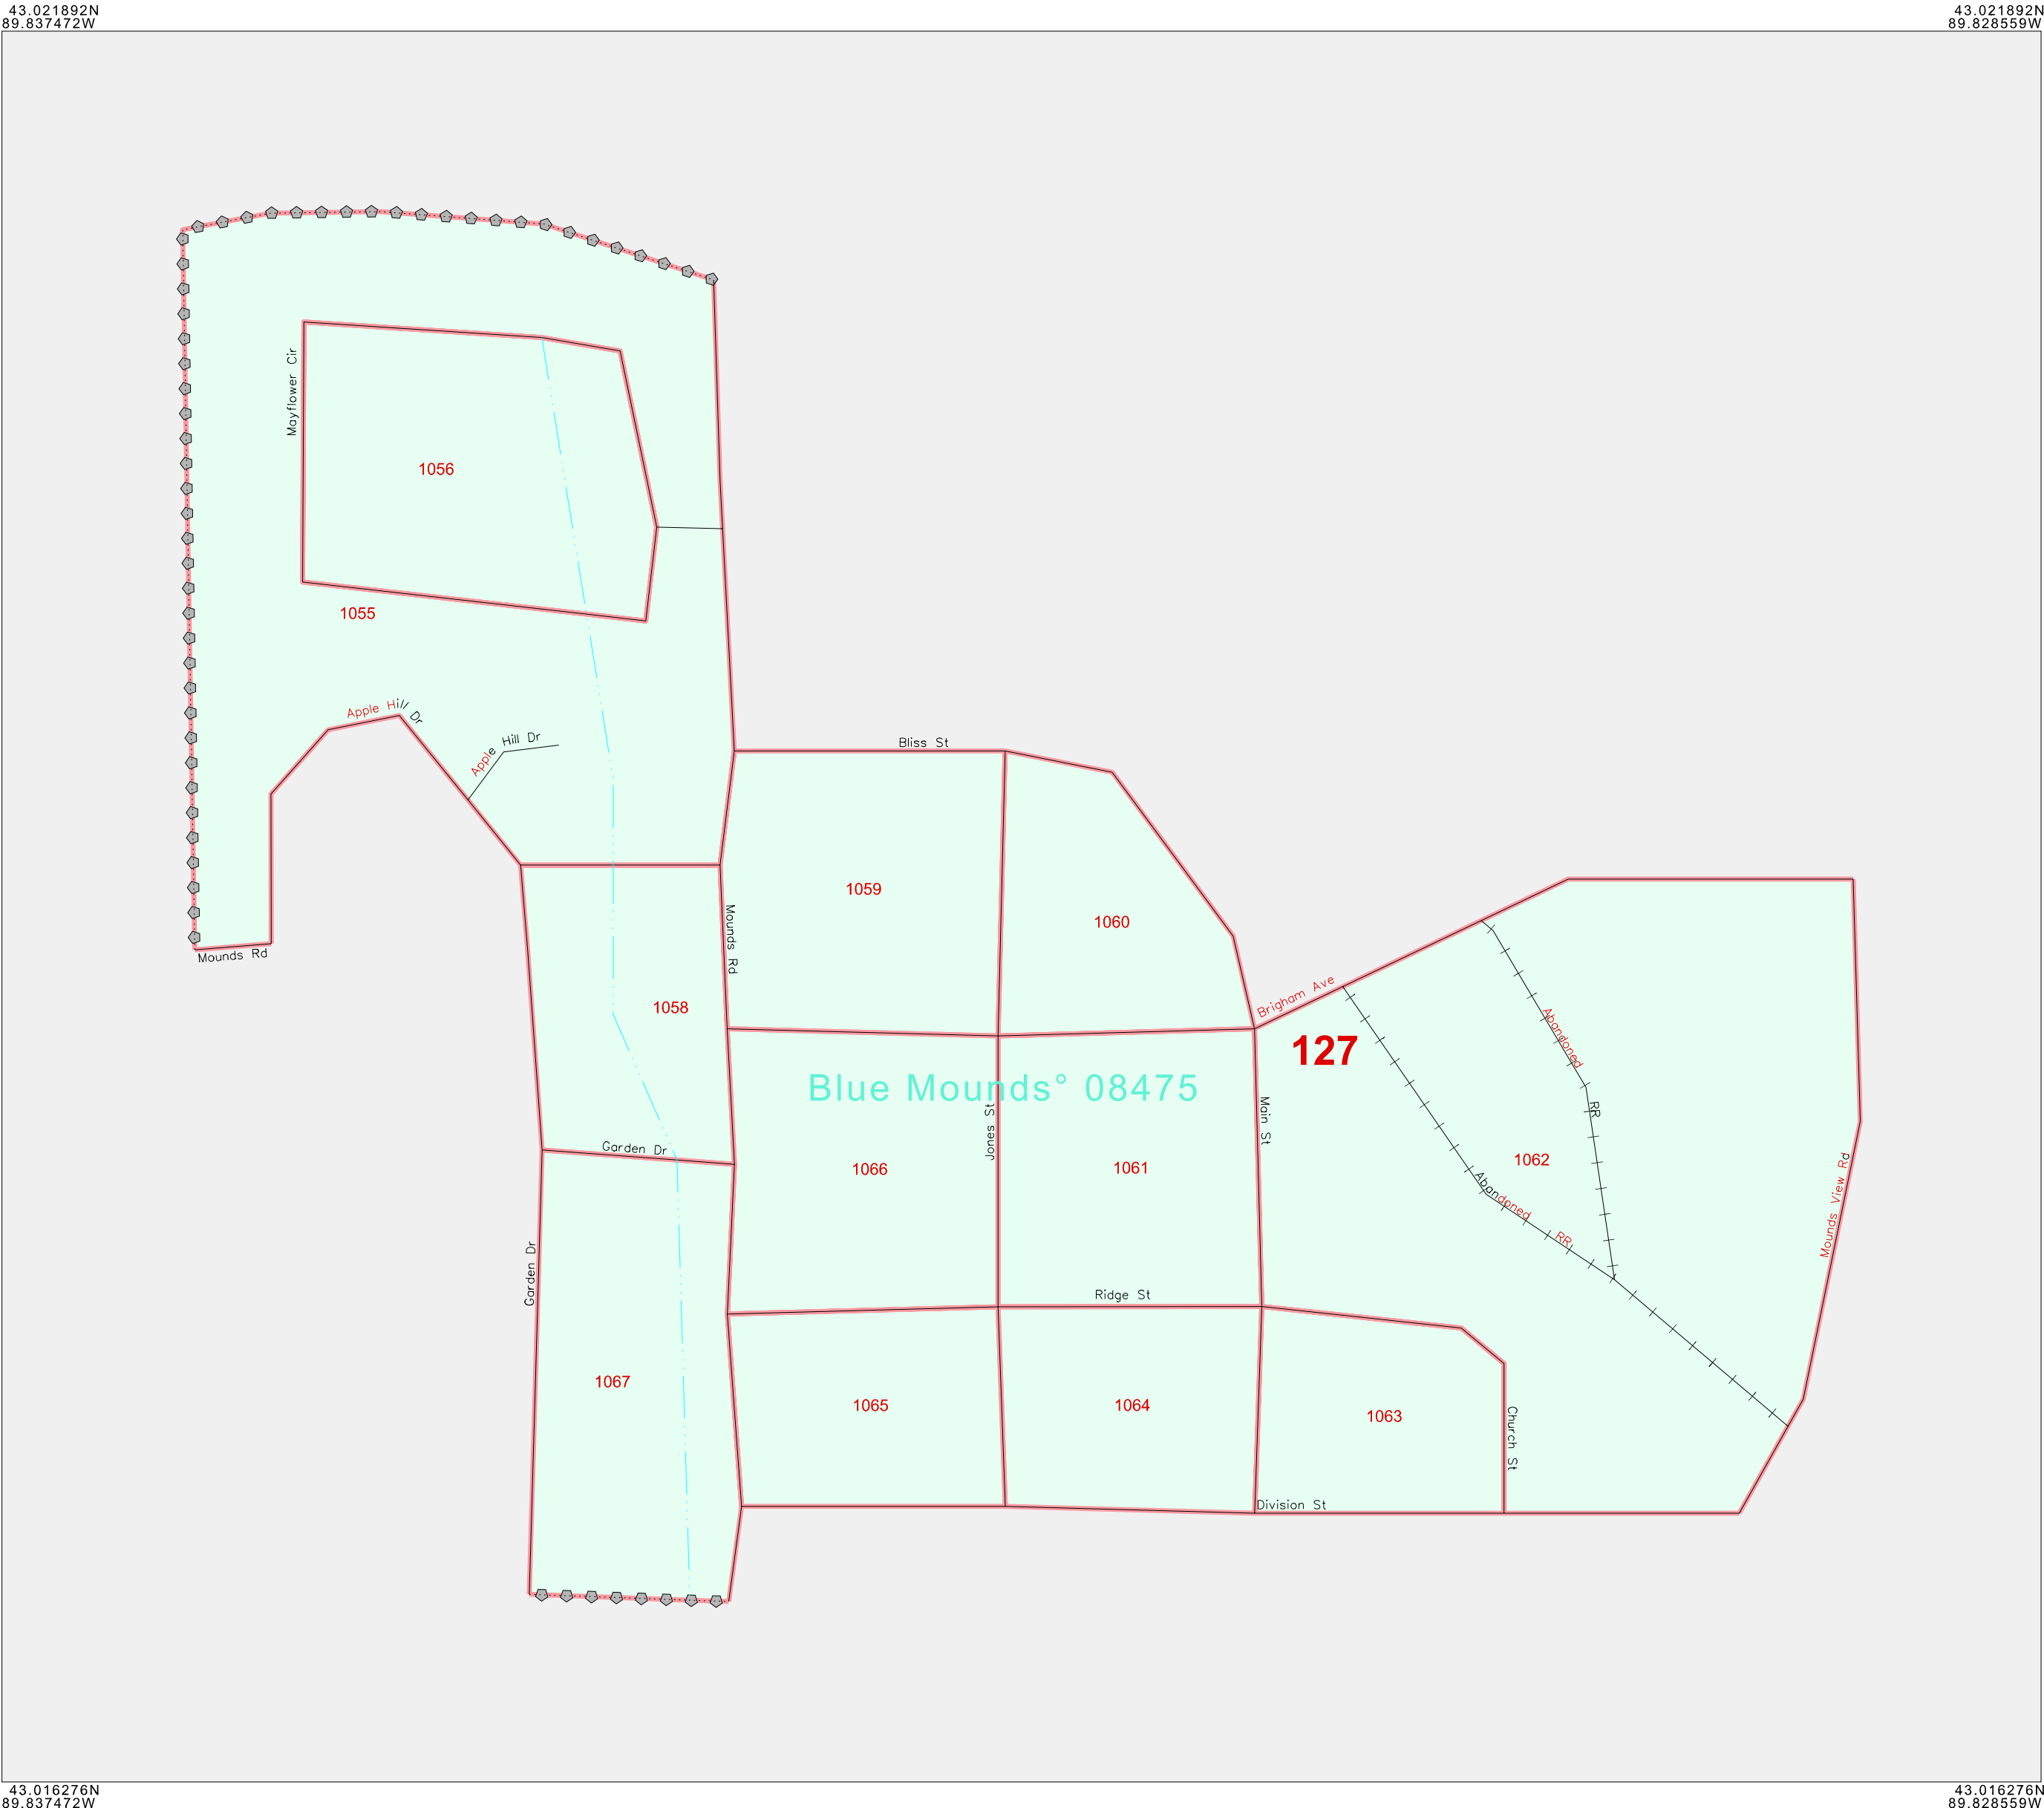 43.021892N
89.837472W
43.021892N
89.828559W
Mayflower Cir
1056
1055
Apple Hill Dr
Apple Hill Dr
Bliss St
1059
1060
Mounds Rd
Mounds Rd
1058
Brigham Ave
127
Abandoned RR
Blue Mounds° 08475
Jones St
Main St
Garden Dr
1066
1061
1062
Abandoned RR
Mounds View Rd
Garden Dr
Ridge St
1067
1065
1064
1063
Church St
Division St
43.016276N
89.837472W
43.016276N
89.828559W